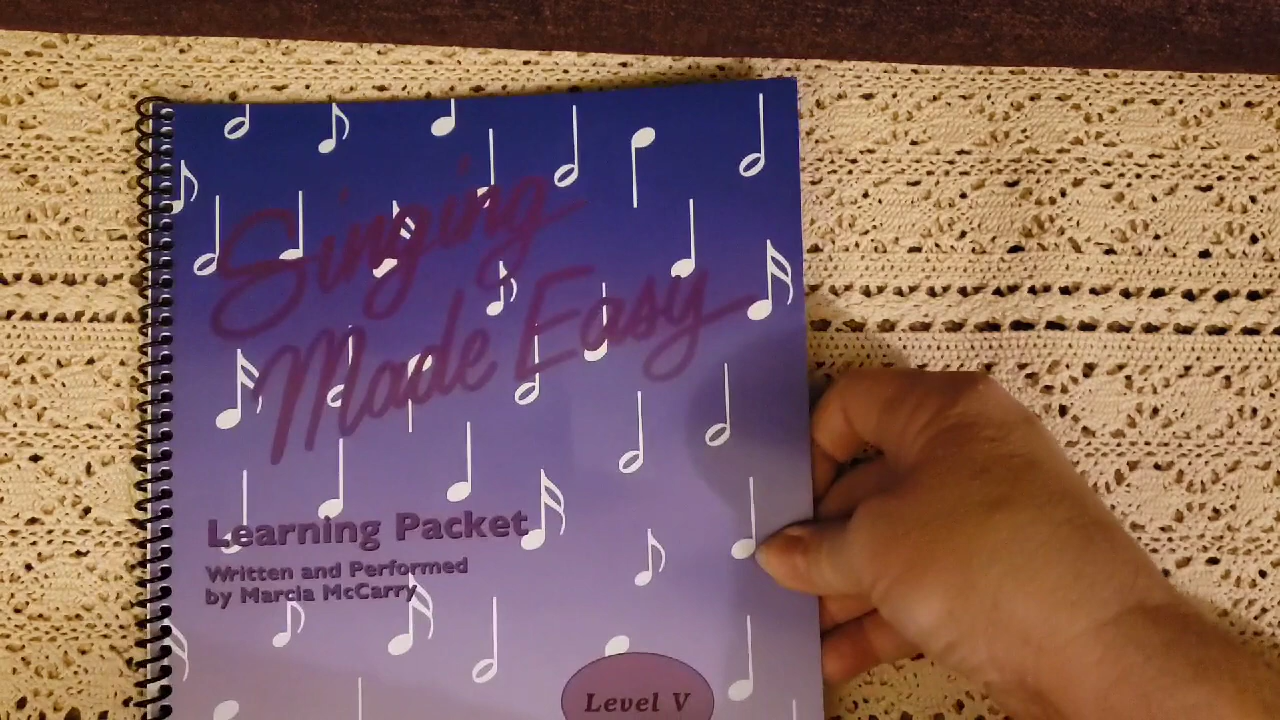 Singing
Made Easy
Learning Packet
Written and Performed
by Marcia McCarry
Level V